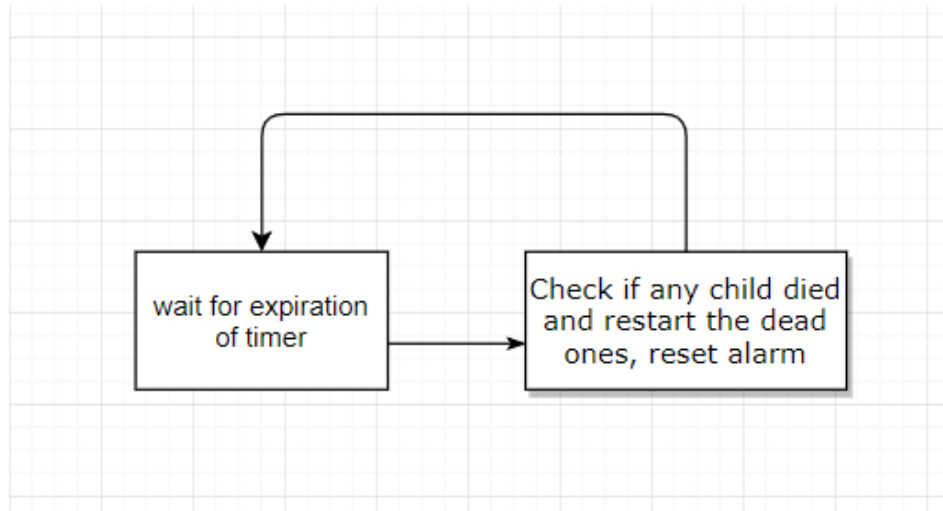 wait for expiration
of timer
Check if any child died
and restart the dead
ones, reset alarm